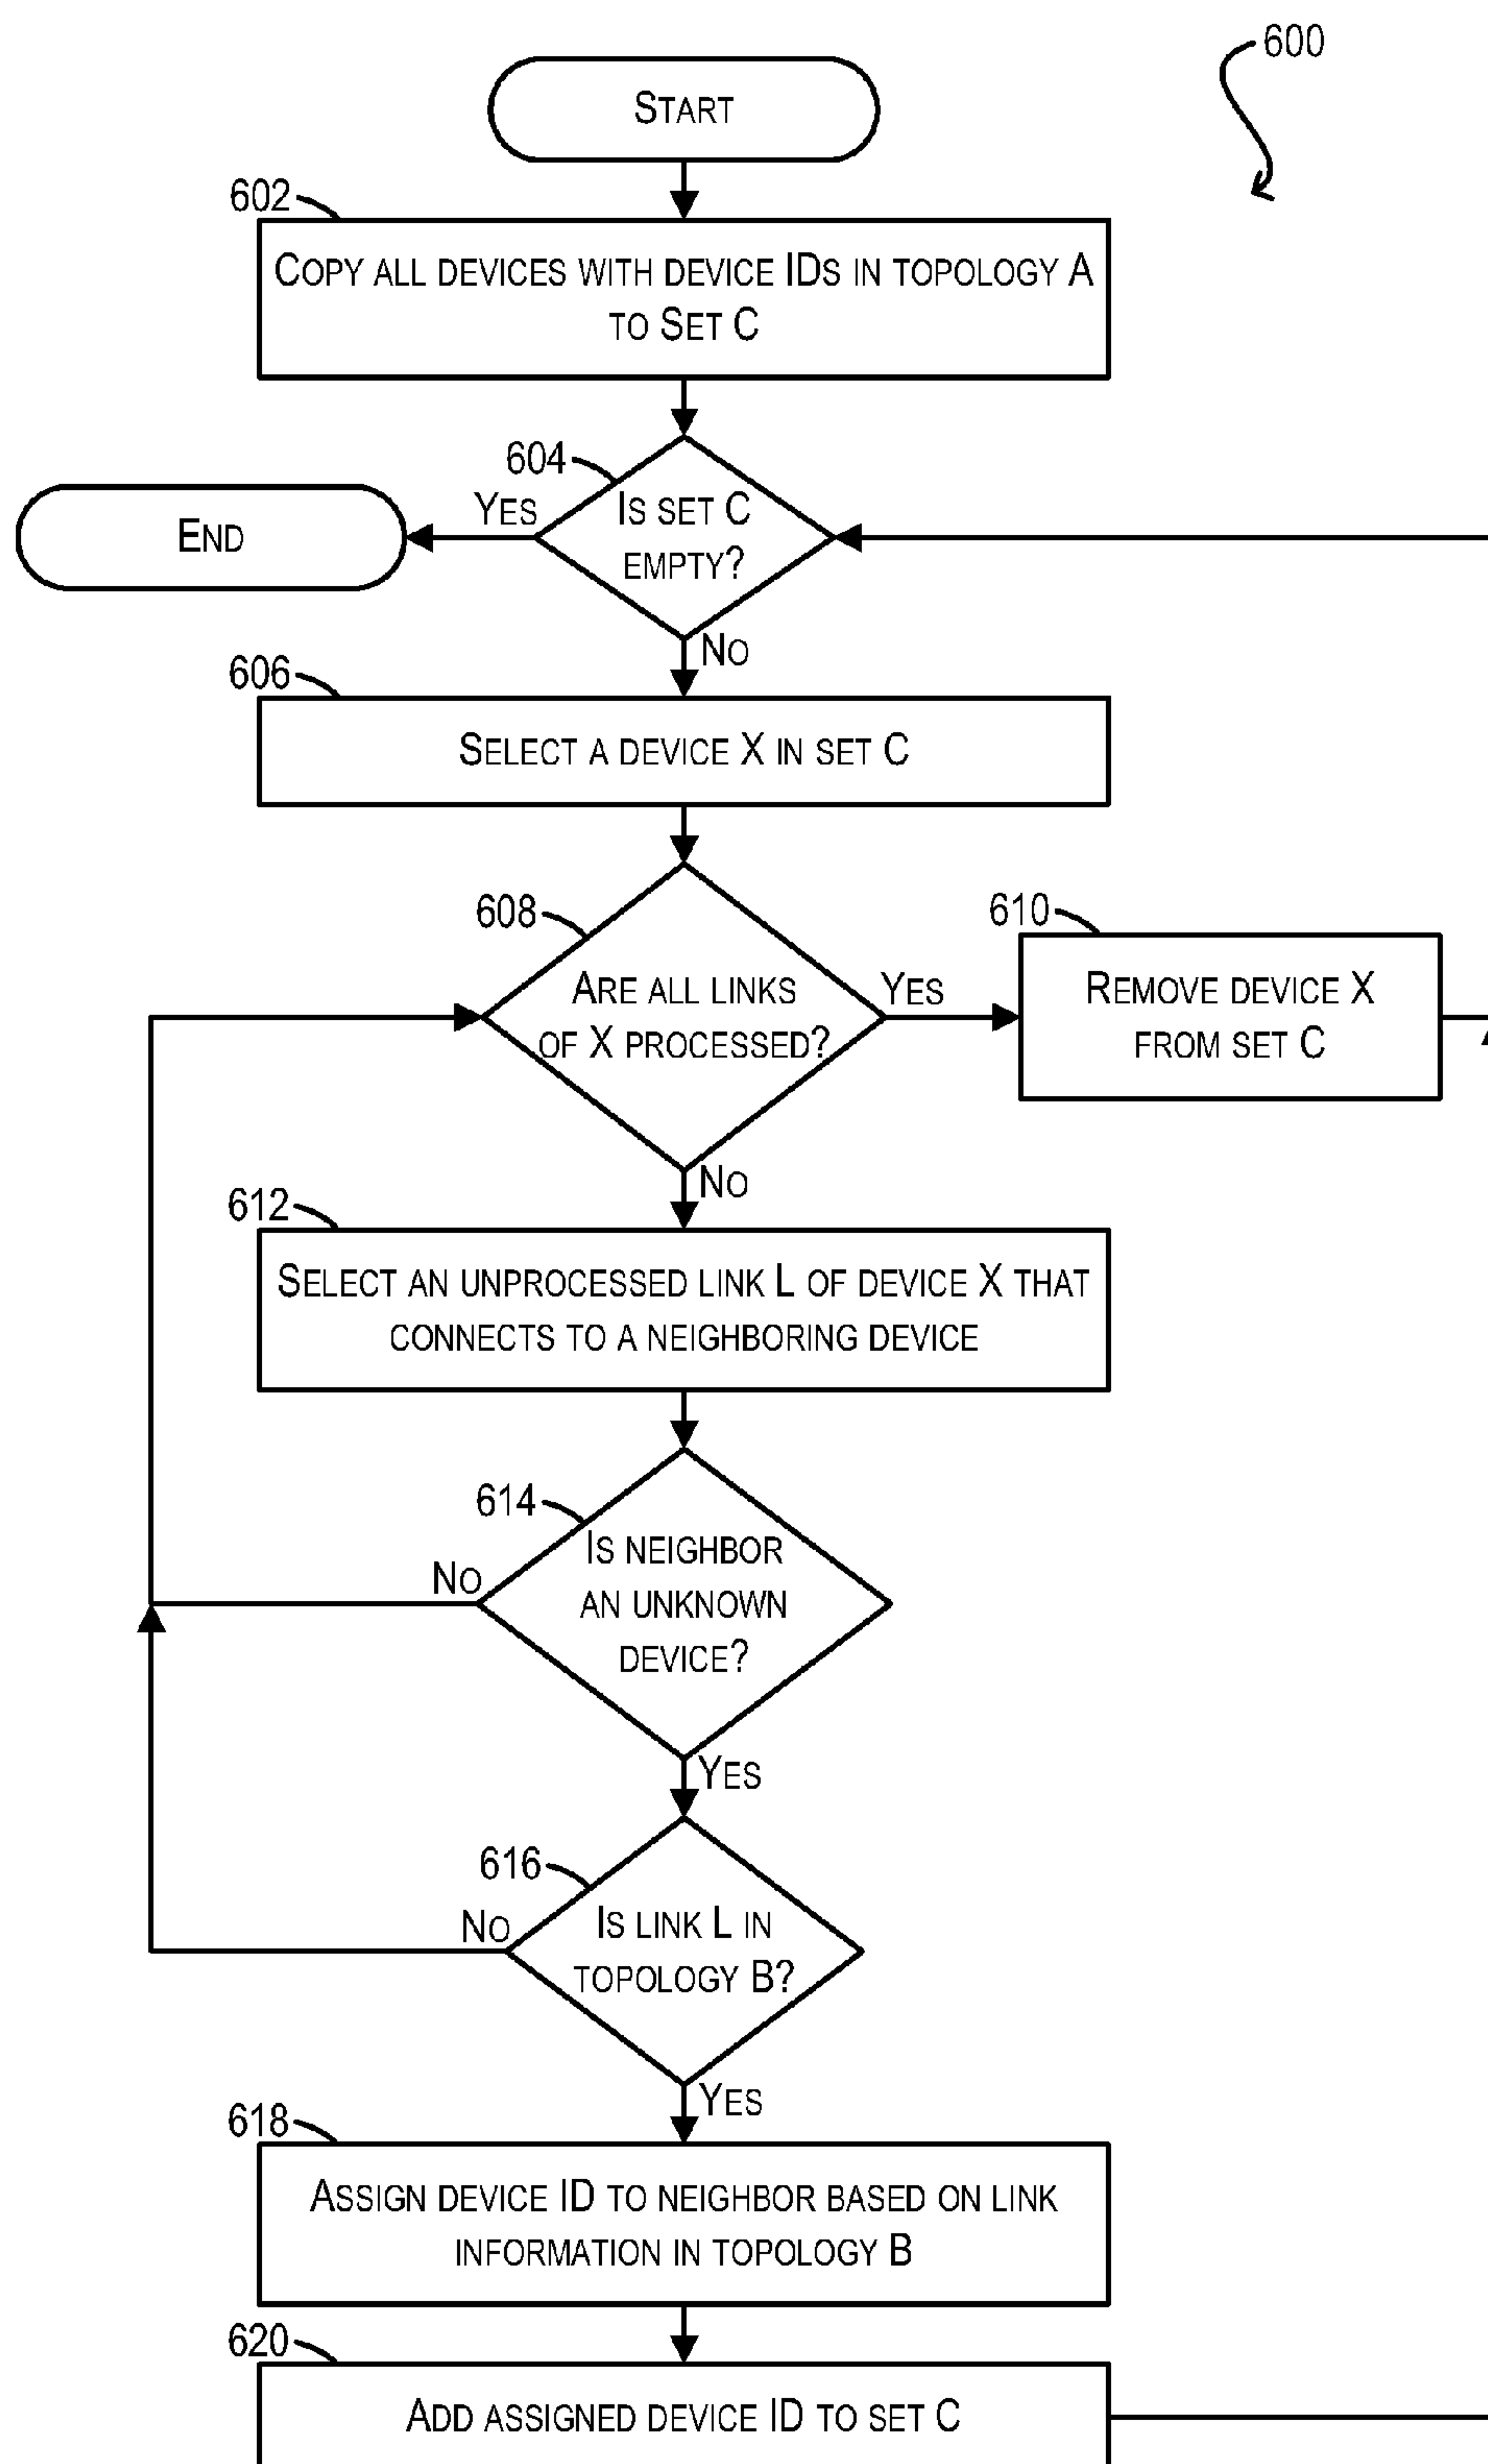 600
START
602
COPY ALL DEVICES WITH DEVICE IDS IN TOPOLOGY A
TO SET C
604
IS SET C
EMPTY?
YES
END
NO
606
SELECT A DEVICE X IN SET C
608
ARE ALL LINKS
OF X PROCESSED?
YES
610
REMOVE DEVICE X
FROM SET C
NO
612
SELECT AN UNPROCESSED LINK L OF DEVICE X THAT
CONNECTS TO A NEIGHBORING DEVICE
614
IS NEIGHBOR
AN UNKNOWN
DEVICE?
NO
YES
616
IS LINK L IN
TOPOLOGY B?
NO
YES
618
ASSIGN DEVICE ID TO NEIGHBOR BASED ON LINK
INFORMATION IN TOPOLOGY B
620
ADD ASSIGNED DEVICE ID TO SET C